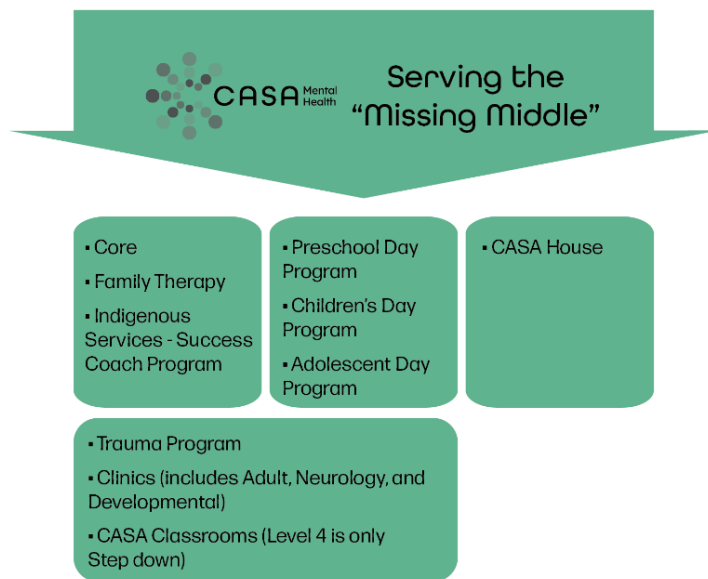 CASA Mental
Health
Serving the
“Missing Middle”
▪ Core
▪ Family Therapy
▪ Indigenous
Services - Success
Coach Program
▪ Preschool Day
Program
▪ Children’s Day
Program
▪ Adolescent Day
Program
▪ CASA House
▪ Trauma Program
▪ Clinics (includes Adult, Neurology, and
Developmental)
▪ CASA Classrooms (Level 4 is only
Step down)